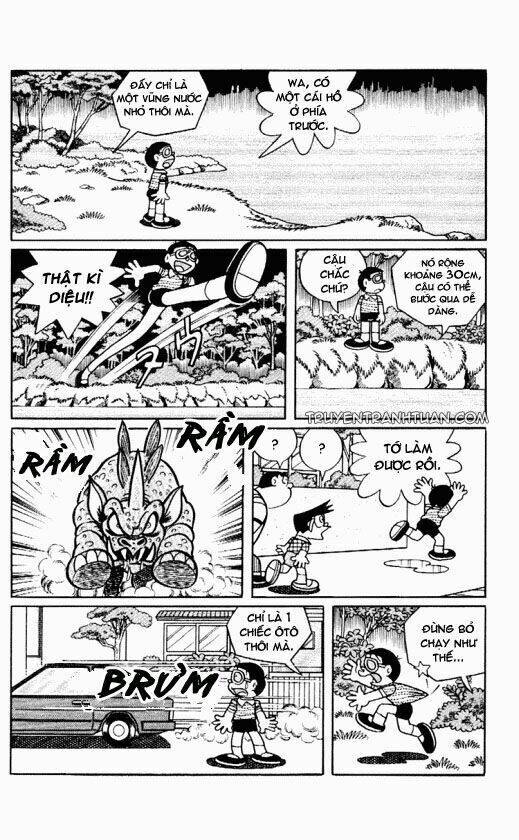 WA, CÓ
MỘT CÁI HỒ
Ở PHÍA
TRƯỚC.
ĐẤY CHỈ LÀ
MỘT VŨNG NƯỚC
NHỎ THÔI MÀ.
THẬT KÌ
DIỆU!!
CẬU
CHẮC
CHỨ?
NÓ RỘNG
KHOẢNG 30CM,
CẬU CÓ THỂ
BƯỚC QUA DỄ
DÀNG.
TRUYENTRANHTUAN.COM
RẦM
RẦM
?
?
TỚ LÀM
ĐƯỢC RỒI.
BRỪM
CHỈ LÀ 1
CHIẾC ÔTÔ
THÔI MÀ.
ĐỪNG BỎ
CHẠY NHƯ
THẾ...